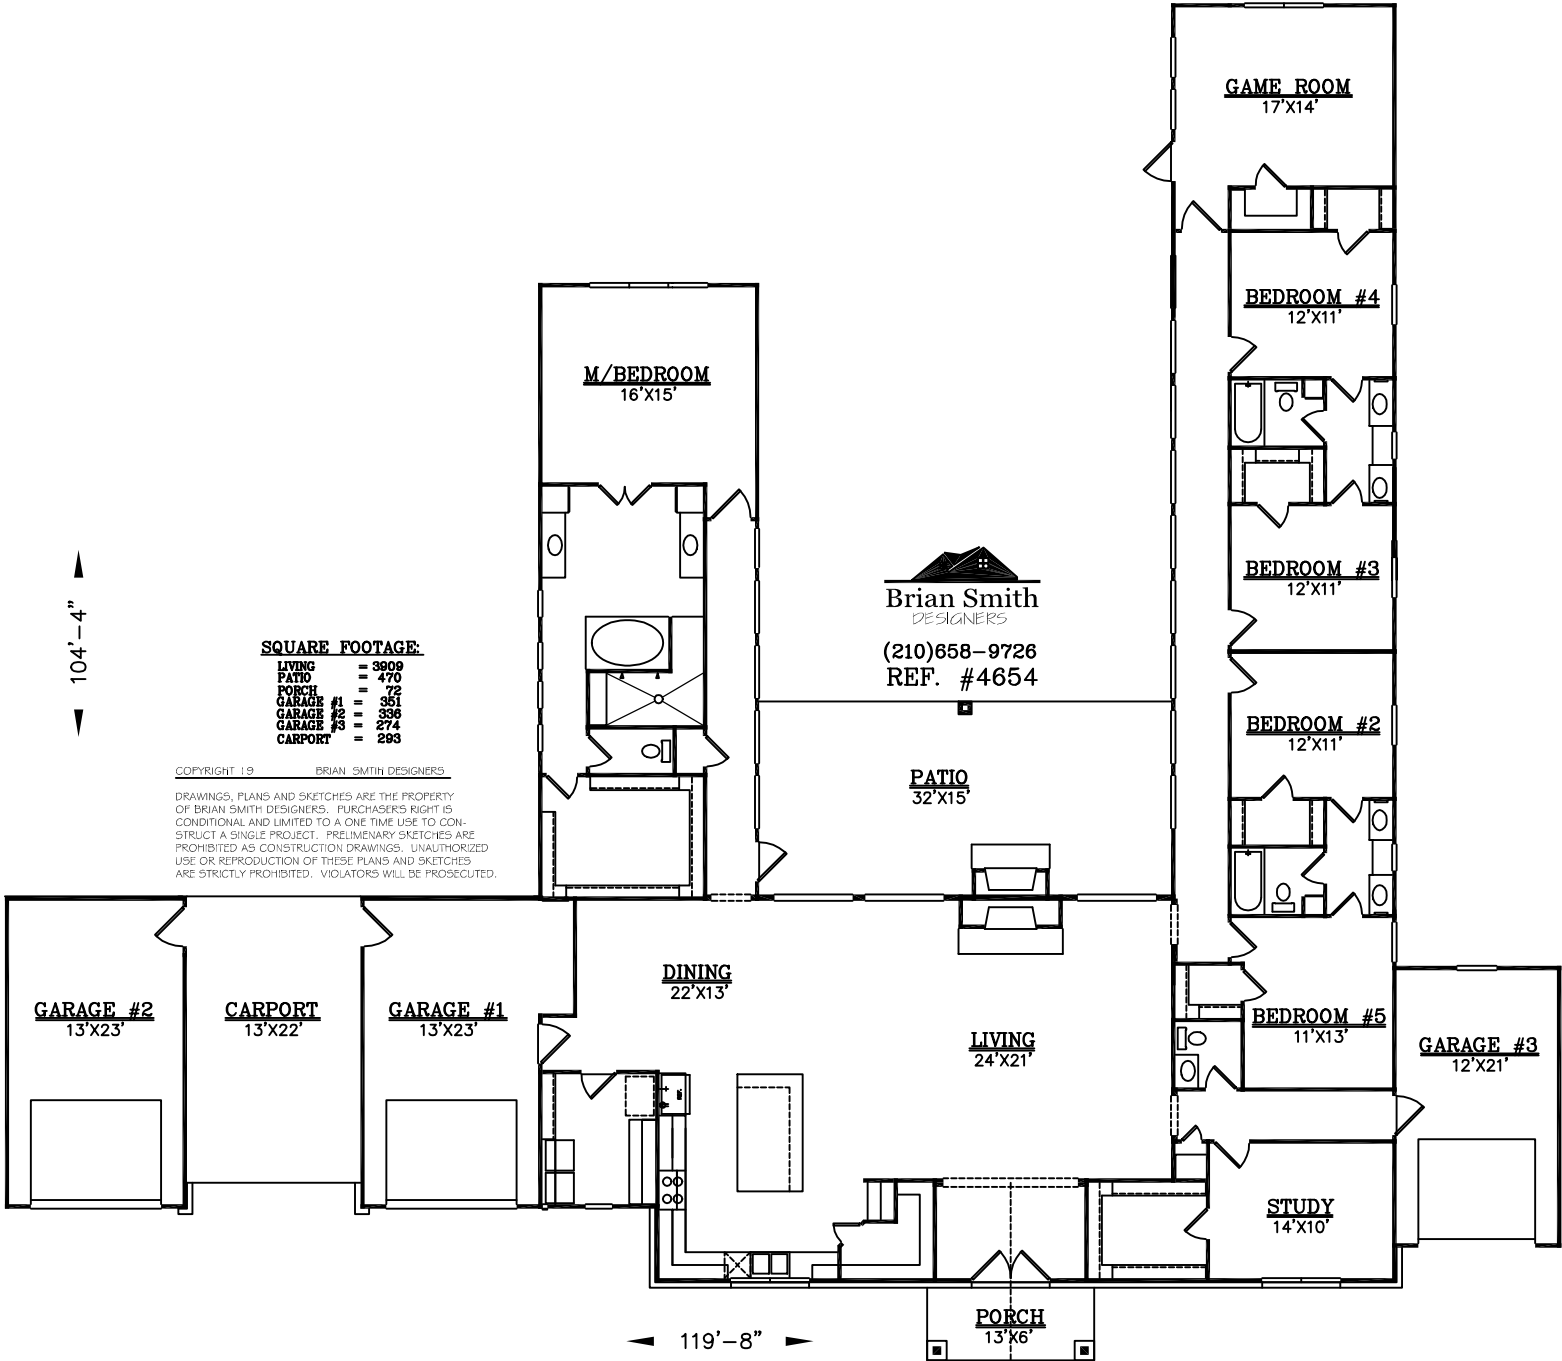 GAME ROOM
17'X14'
BEDROOM #4
12'X11'
M/BEDROOM
16'X15'
BEDROOM #3
12'X11'
Brian Smith
DESIGNERS
(210)658-9726
REF. #4654
104'-4"
SQUARE FOOTAGE:
LIVING = 3909
PATIO = 470
PORCH = 72
GARAGE #1 = 351
GARAGE #2 = 336
GARAGE #3 = 274
CARPORT = 293
COPYRIGHT 19 BRIAN SMTIH DESIGNERS
DRAWINGS, PLANS AND SKETCHES ARE THE PROPERTY
OF BRIAN SMITH DESIGNERS. PURCHASERS RIGHT IS
CONDITIONAL AND LIMITED TO A ONE TIME USE TO CON-
STRUCT A SINGLE PROJECT. PRELIMENARY SKETCHES ARE
PROHIBITED AS CONSTRUCTION DRAWINGS. UNAUTHORIZED
USE OR REPRODUCTION OF THESE PLANS AND SKETCHES
ARE STRICTLY PROHIBITED. VIOLATORS WILL BE PROSECUTED.
BEDROOM #2
12'X11'
PATIO
32'X15'
DINING
22'X13'
GARAGE #2
13'X23'
CARPORT
13'X22'
GARAGE #1
13'X23'
LIVING
24'X21'
BEDROOM #5
11'X13'
GARAGE #3
12'X21'
STUDY
14'X10'
PORCH
13'X6'
119'-8"